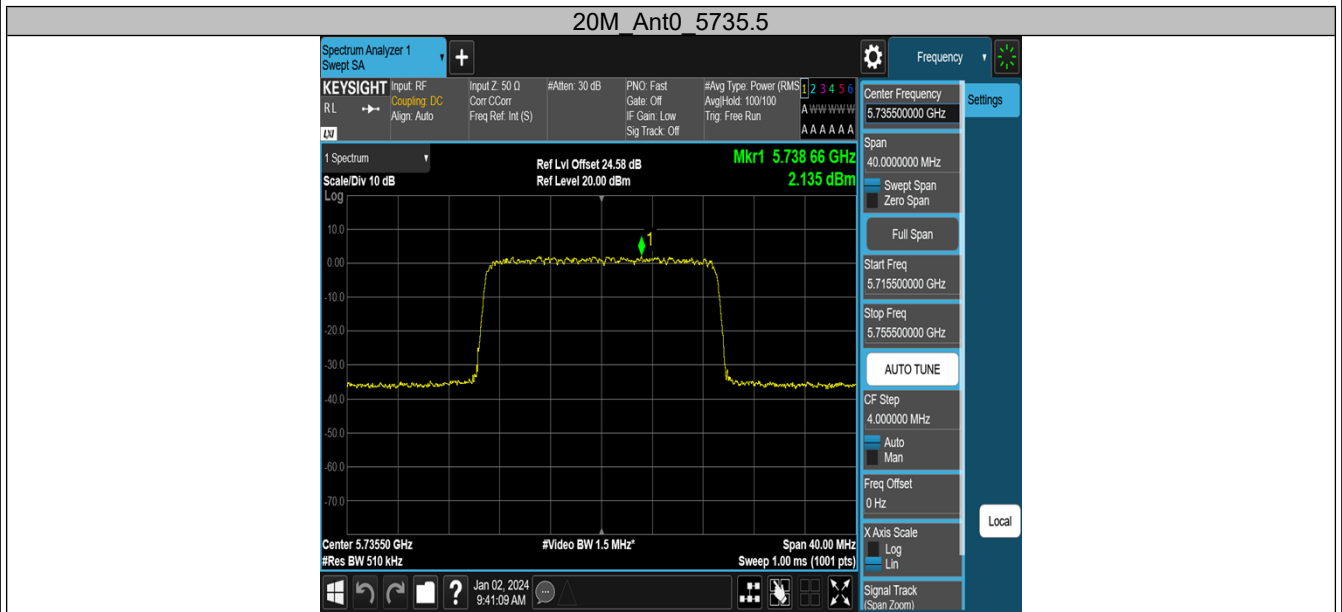 20M_Ant0_5735.5
Spectrum Analyzer 1
Swept SA
+
Frequency
KEYSIGHT
RL
LXI
Input: RF
Coupling: DC
Align: Auto
Input Z: 50 Ω
Corr CCorr
Freq Ref: Int (S)
#Atten: 30 dB
PNO: Fast
Gate: Off
IF Gain: Low
Sig Track: Off
#Avg Type: Power (RMS
Avg|Hold: 100/100
Trig: Free Run
1 2 3 4 5 6
A W W W W W
A A A A A A
1 Spectrum
Scale/Div 10 dB
Log
Ref Lvl Offset 24.58 dB
Ref Level 20.00 dBm
Mkr1 5.738 66 GHz
2.135 dBm
1
10.0
0.00
-10.0
-20.0
-30.0
-40.0
-50.0
-60.0
-70.0
Center 5.73550 GHz
#Video BW 1.5 MHz*
Span 40.00 MHz
#Res BW 510 kHz
Sweep 1.00 ms (1001 pts)
Center Frequency
5.735500000 GHz
Settings
Span
40.0000000 MHz
Swept Span
Zero Span
Full Span
Start Freq
5.715500000 GHz
Stop Freq
5.755500000 GHz
AUTO TUNE
CF Step
4.000000 MHz
Auto
Man
Freq Offset
0 Hz
Local
X Axis Scale
Log
Lin
Signal Track
(Span Zoom)
?
Jan 02, 2024
9:41:09 AM